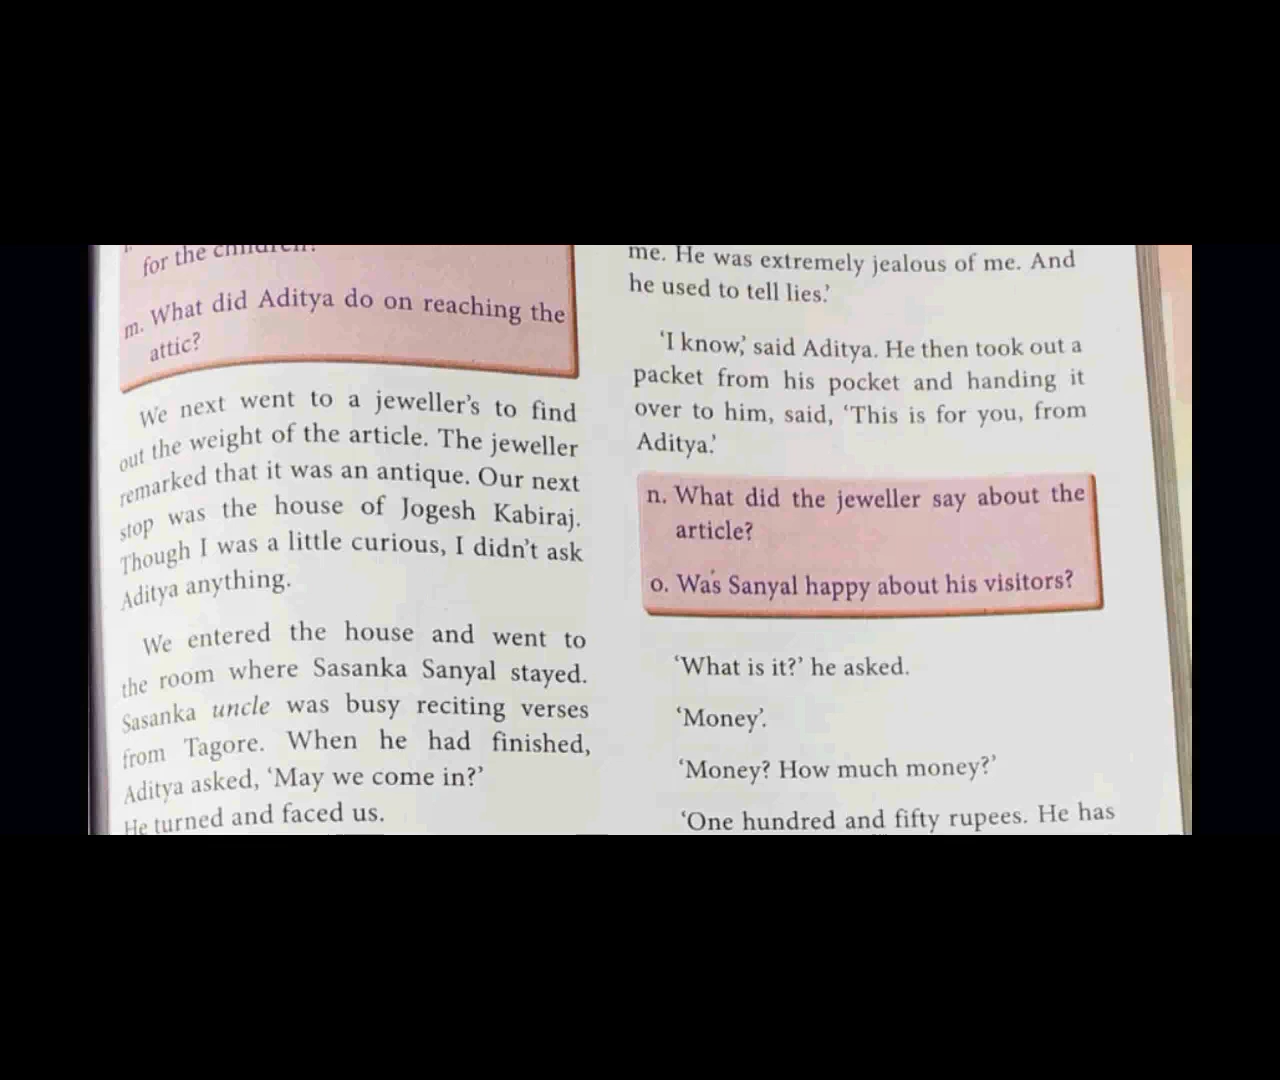 for the children?
m. What did Aditya do on reaching the
attic?
We next went to a jeweller's to find
out the weight of the article. The jeweller
remarked that it was an antique. Our next
stop was the house of Jogesh Kabiraj.
Though I was a little curious, I didn't ask
Aditya anything.
We entered the house and went to
the room where Sasanka Sanyal stayed.
Sasanka uncle was busy reciting verses
from Tagore. When he had finished,
Aditya asked, 'May we come in?'
He turned and faced us.
me. He was extremely jealous of me. And
he used to tell lies.'
'I know,' said Aditya. He then took out a
packet from his pocket and handing it
over to him, said, 'This is for you, from
Aditya.'
n. What did the jeweller say about the
article?
o. Was Sanyal happy about his visitors?
'What is it?' he asked.
'Money'.
'Money? How much money?'
'One hundred and fifty rupees. He has